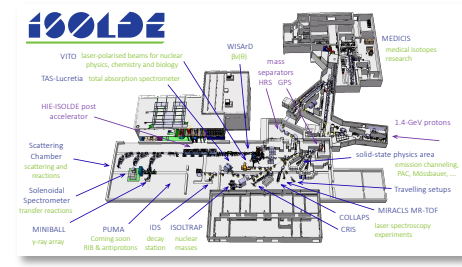 ISOLDE
VITO laser-polarised beams for nuclear
physics, chemistry and biology
TAS-Lucretia total absorption spectrometer
HIE-ISOLDE post
accelerator
WISArD
mass
separators
HRS GPS
MEDICIS
medical isotopes
research
1.4-GeV protons
solid-state physics area
emission channeling,
PAC, Mössbauer, ...
Travelling setups
MIRACLS MR-TOF
COLLAPS
CRIS
laser spectroscopy
experiments
Scattering
Chamber
scattering and
reactions
Solenoidal
Spectrometer
transfer reactions
MINIBALL
γ-ray array
PUMA
Coming soon
RIB & antiprotons
IDS
decay
station
ISOLTRAP
nuclear
masses